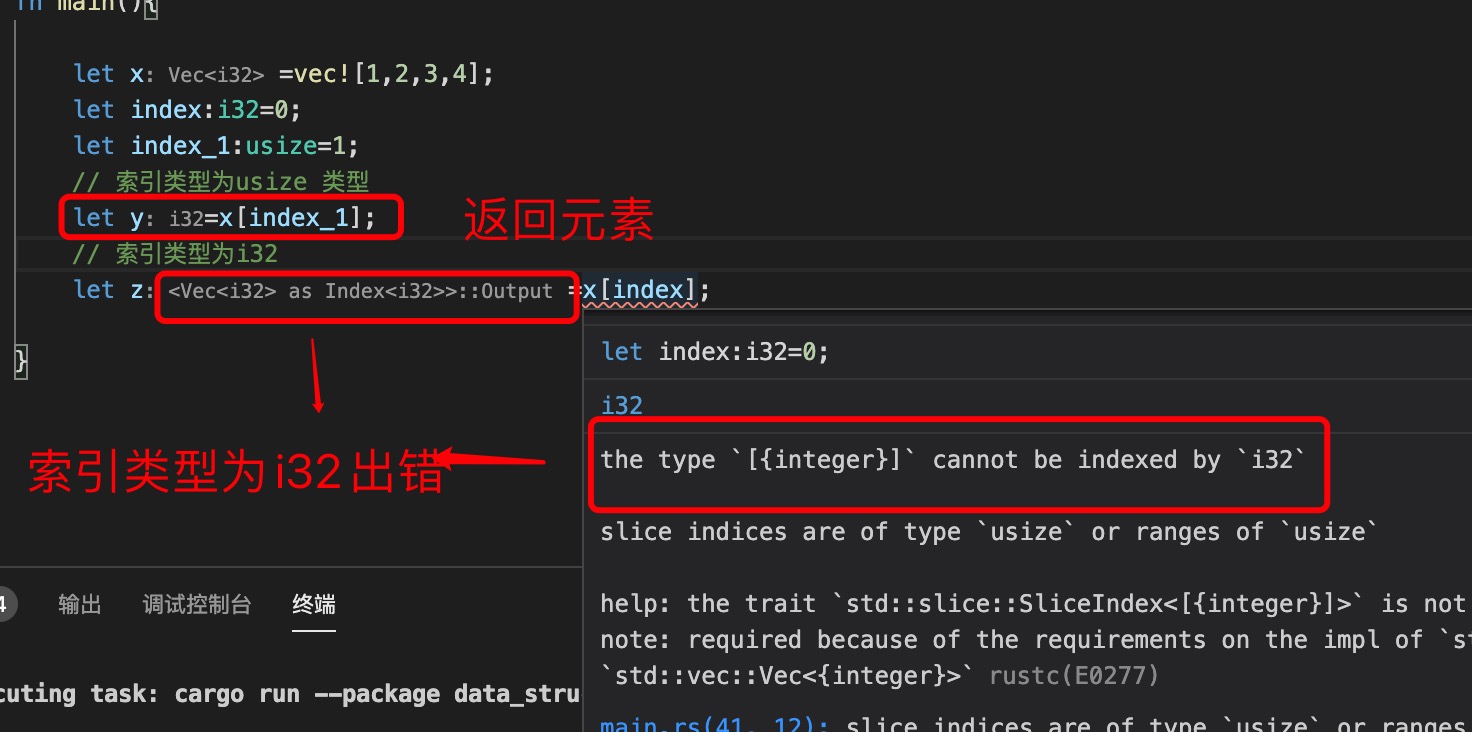 fn main(){
let x: Vec<i32> =vec![1,2,3,4];
let index:i32=0;
let index_1:usize=1;
// 索引类型为usize 类型
let y: i32=x[index_1];
返回元素
// 索引类型为i32
let z: <Vec<i32> as Index<i32>>::Output =x[index];
}
let index:i32=0;
i32
索引类型为i32出错
the type `[{integer}]` cannot be indexed by `i32`
slice indices are of type `usize` or ranges of `usize`
help: the trait `std::slice::SliceIndex<[{integer}]>` is not
note: required because of the requirements on the impl of `st
`std::vec::Vec<{integer}>` rustc(E0277)
main.rs(41, 12): slice indices are of type `usize` or ranges
4 输出 调试控制台 终端
cuting task: cargo run --package data_stru